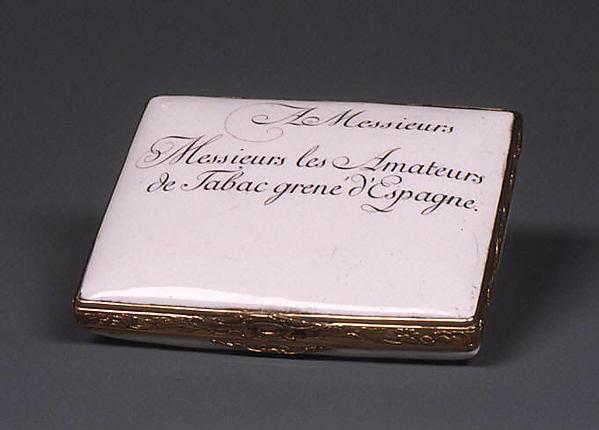 A Messieurs
Messieurs les Amateurs
de Tabac grené d'Espagne.